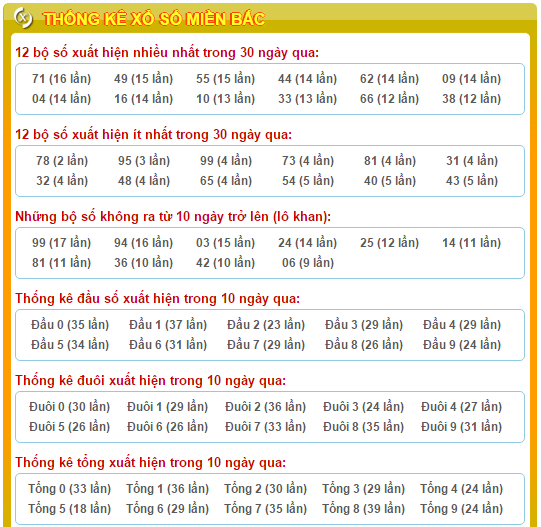 THỐNG KÊ XỔ SỐ MIỀN BẮC
12 bộ số xuất hiện nhiều nhất trong 30 ngày qua:
71 (16 lần) 49 (15 lần) 55 (15 lần) 44 (14 lần) 62 (14 lần) 09 (14 lần)
04 (14 lần) 16 (14 lần) 10 (13 lần) 33 (13 lần) 66 (12 lần) 38 (12 lần)
12 bộ số xuất hiện ít nhất trong 30 ngày qua:
78 (2 lần) 95 (3 lần) 99 (4 lần) 73 (4 lần) 81 (4 lần) 31 (4 lần)
32 (4 lần) 48 (4 lần) 65 (4 lần) 54 (5 lần) 40 (5 lần) 43 (5 lần)
Những bộ số không ra từ 10 ngày trở lên (lô khan):
99 (17 lần) 94 (16 lần) 03 (15 lần) 24 (14 lần) 25 (12 lần) 14 (11 lần)
81 (11 lần) 36 (10 lần) 42 (10 lần) 06 (9 lần)
Thống kê đầu số xuất hiện trong 10 ngày qua:
Đầu 0 (35 lần) Đầu 1 (37 lần) Đầu 2 (23 lần) Đầu 3 (29 lần) Đầu 4 (29 lần)
Đầu 5 (34 lần) Đầu 6 (31 lần) Đầu 7 (29 lần) Đầu 8 (26 lần) Đầu 9 (24 lần)
Thống kê đuôi xuất hiện trong 10 ngày qua:
Đuôi 0 (30 lần) Đuôi 1 (29 lần) Đuôi 2 (36 lần) Đuôi 3 (24 lần) Đuôi 4 (27 lần)
Đuôi 5 (26 lần) Đuôi 6 (26 lần) Đuôi 7 (33 lần) Đuôi 8 (35 lần) Đuôi 9 (31 lần)
Thống kê tổng xuất hiện trong 10 ngày qua:
Tổng 0 (33 lần) Tổng 1 (36 lần) Tổng 2 (30 lần) Tổng 3 (29 lần) Tổng 4 (24 lần)
Tổng 5 (18 lần) Tổng 6 (29 lần) Tổng 7 (35 lần) Tổng 8 (39 lần) Tổng 9 (24 lần)